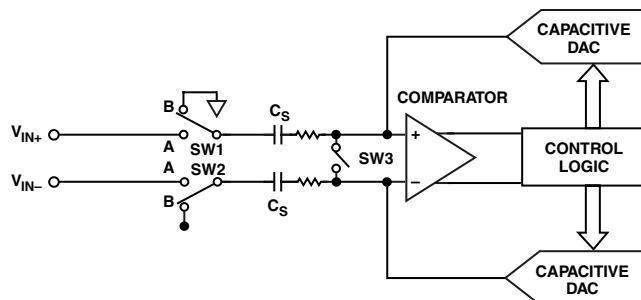 CAPACITIVE
DAC
B
C_S
COMPARATOR
V_IN+
A
SW1
+
SW3
CONTROL
LOGIC
V_IN–
A
SW2
–
B
C_S
CAPACITIVE
DAC